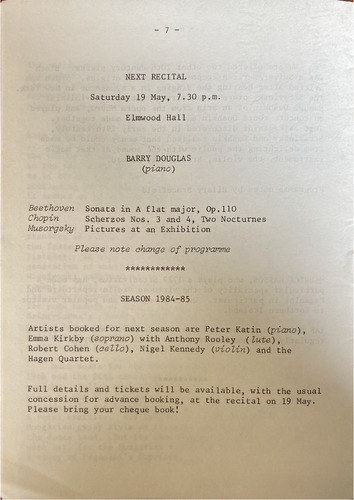 - 7 -
NEXT RECITAL
Saturday 19 May, 7.30 p.m.
Elmwood Hall
BARRY DOUGLAS
(piano)
Beethoven Sonata in A flat major, Op.110
Chopin Scherzos Nos. 3 and 4, Two Nocturnes
Musorgsky Pictures at an Exhibition
Please note change of programme
************
SEASON 1984-85
Artists booked for next season are Peter Katin (piano),
Emma Kirkby (soprano) with Anthony Rooley (lute),
Robert Cohen (cello), Nigel Kennedy (violin) and the
Hagen Quartet.
Full details and tickets will be available, with the usual
concession for advance booking, at the recital on 19 May.
Please bring your cheque book!